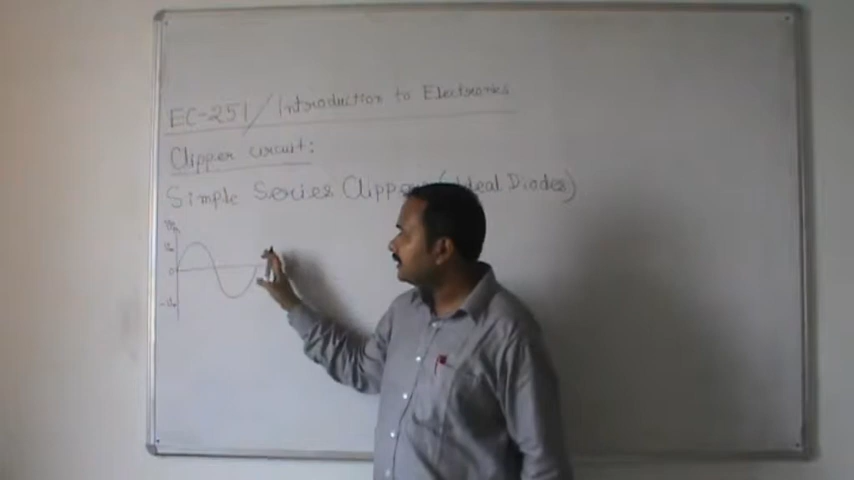 EC-251/ Introduction to Electronics
Clipper circuit:
Simple Series Clipper Ideal Diodes)
0